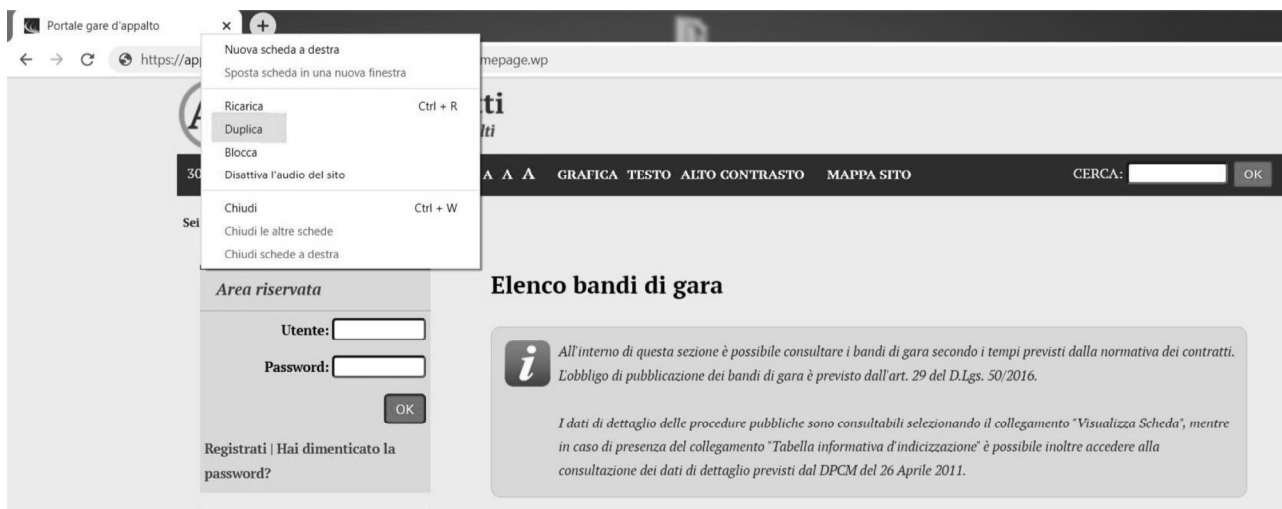 Portale gare d'appalto
https://app
mepage.wp
Nuova scheda a destra
Sposta scheda in una nuova finestra
Ricarica Ctrl + R
Duplica
Blocca
Disattiva l'audio del sito
Chiudi Ctrl + W
Chiudi le altre schede
Chiudi schede a destra
ti
lti
30
A A A GRAFICA TESTO ALTO CONTRASTO MAPPA SITO CERCA: OK
Sei
Area riservata
Utente:
Password:
OK
Registrati | Hai dimenticato la
password?
Elenco bandi di gara
All'interno di questa sezione è possibile consultare i bandi di gara secondo i tempi previsti dalla normativa dei contratti.
L'obbligo di pubblicazione dei bandi di gara è previsto dall'art. 29 del D.Lgs. 50/2016.
I dati di dettaglio delle procedure pubbliche sono consultabili selezionando il collegamento "Visualizza Scheda", mentre
in caso di presenza del collegamento "Tabella informativa d'indicizzazione" è possibile inoltre accedere alla
consultazione dei dati di dettaglio previsti dal DPCM del 26 Aprile 2011.